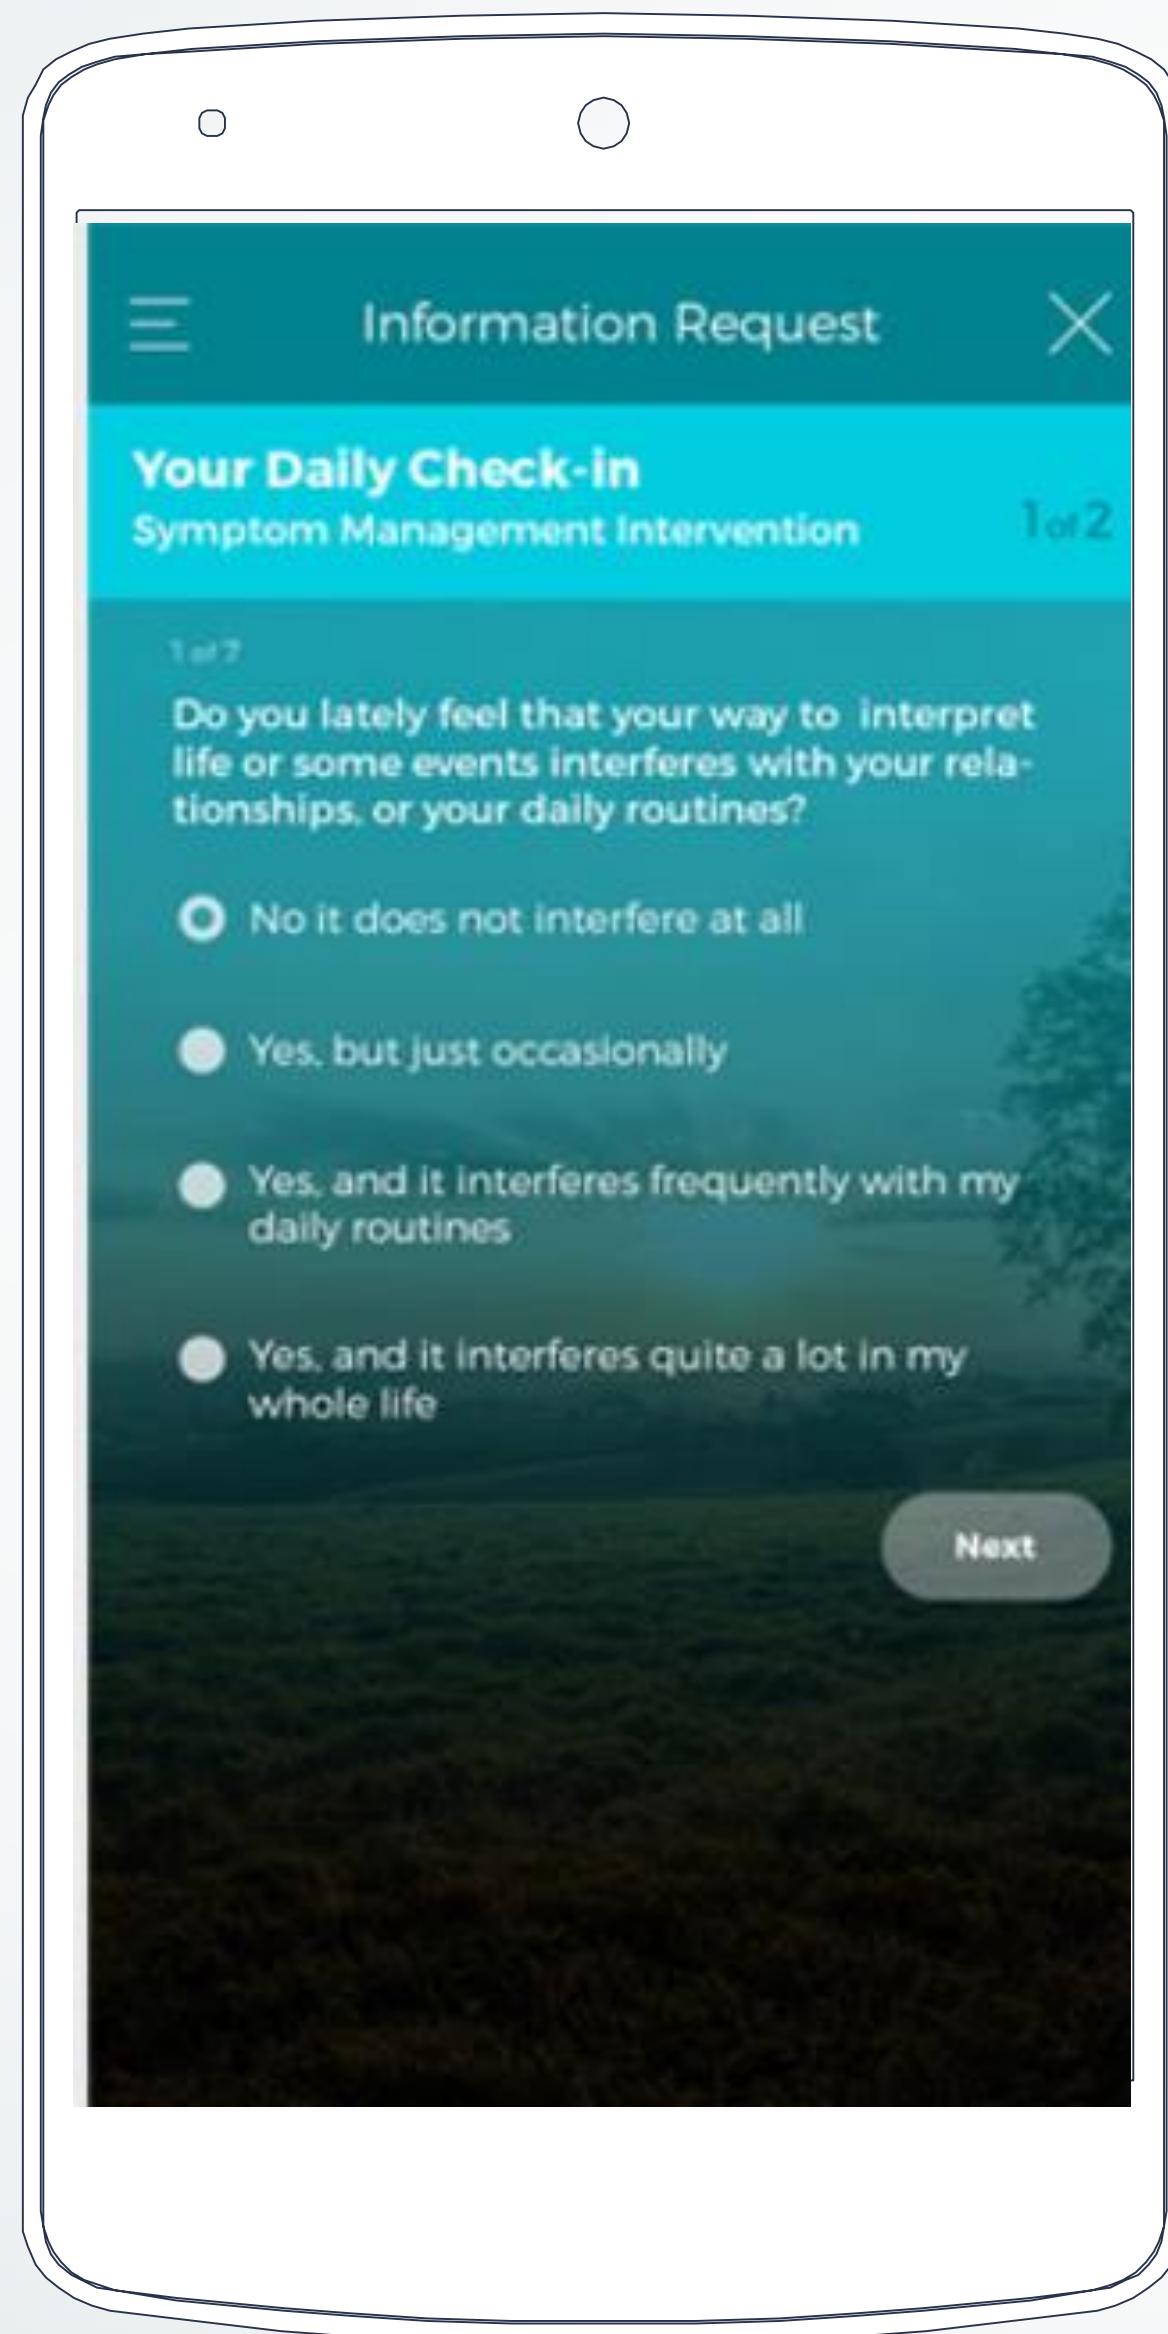 Information Request
Your Daily Check-in
Symptom Management Intervention
1 of 2
1 of 7
Do you lately feel that your way to interpret
life or some events interferes with your rela-
tionships, or your daily routines?
No it does not interfere at all
Yes, but just occasionally
Yes, and it interferes frequently with my
daily routines
Yes, and it interferes quite a lot in my
whole life
Next